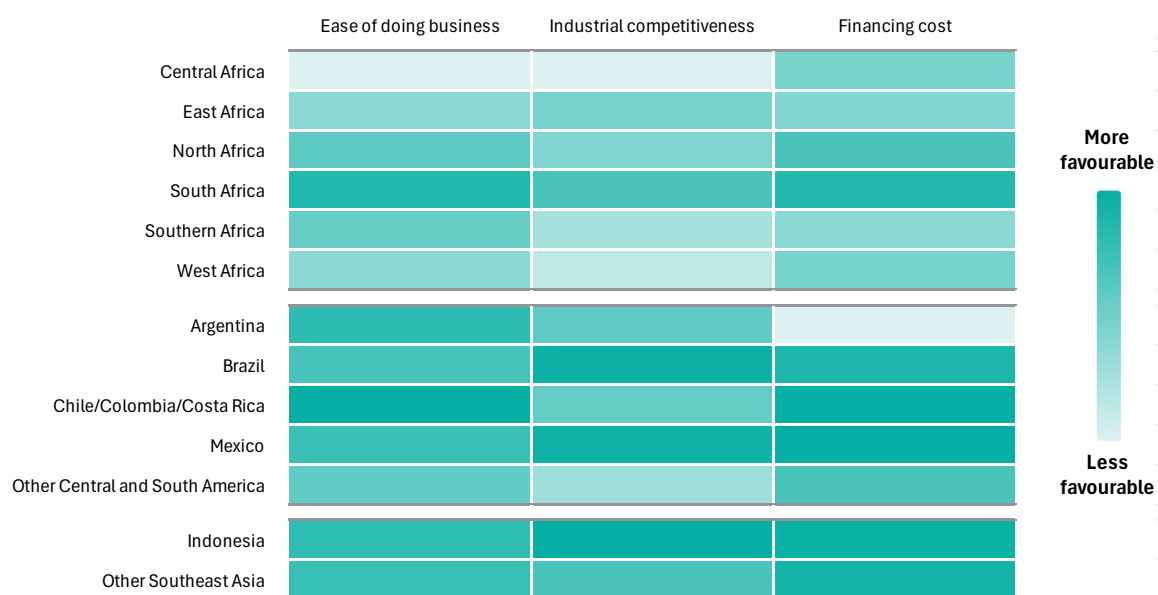 Ease of doing business
Industrial competitiveness
Financing cost
Central Africa
East Africa
North Africa
South Africa
Southern Africa
West Africa
Argentina
Brazil
Chile/Colombia/Costa Rica
Mexico
Other Central and South America
Indonesia
Other Southeast Asia
More
favourable
Less
favourable